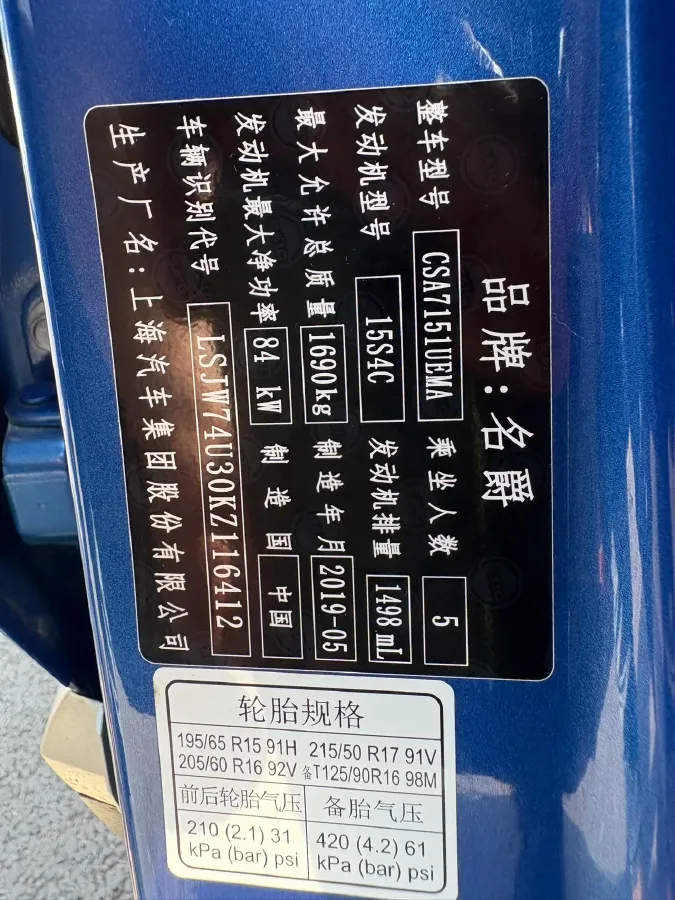 品牌：名爵
整车型号 CSA7151UEMA 乘坐人数 5
发动机型号 15S4C 发动机排量 1498 mL
最大允许总质量 1690kg 制造年月 2019-05
发动机最大净功率 84 kW 制造国 中国
车辆识别代号 LSJW74U30KZ116412
生产厂名：上海汽车集团股份有限公司
轮胎规格
195/65 R15 91H 215/50 R17 91V
205/60 R16 92V 备T125/90R16 98M
前后轮胎气压 备胎气压
210 (2.1) 31 420 (4.2) 61
kPa (bar) psi kPa (bar) psi